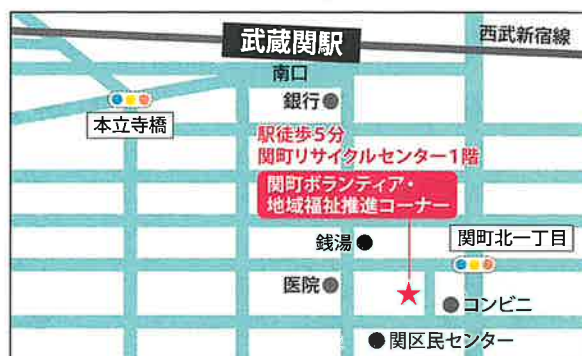 武蔵関駅
西武新宿線
南口
銀行
本立寺橋
駅徒歩5分
関町リサイクルセンター1階
関町ボランティア・
地域福祉推進コーナー
銭湯
関町北一丁目
医院
コンビニ
関区民センター